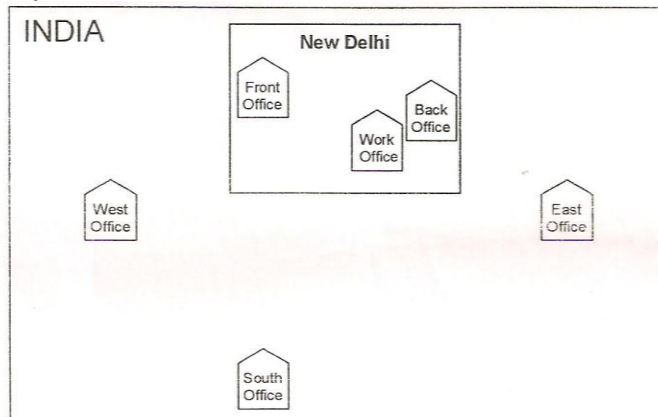 INDIA
New Delhi
Front
Office
Back
Office
Work
Office
West
Office
East
Office
South
Office